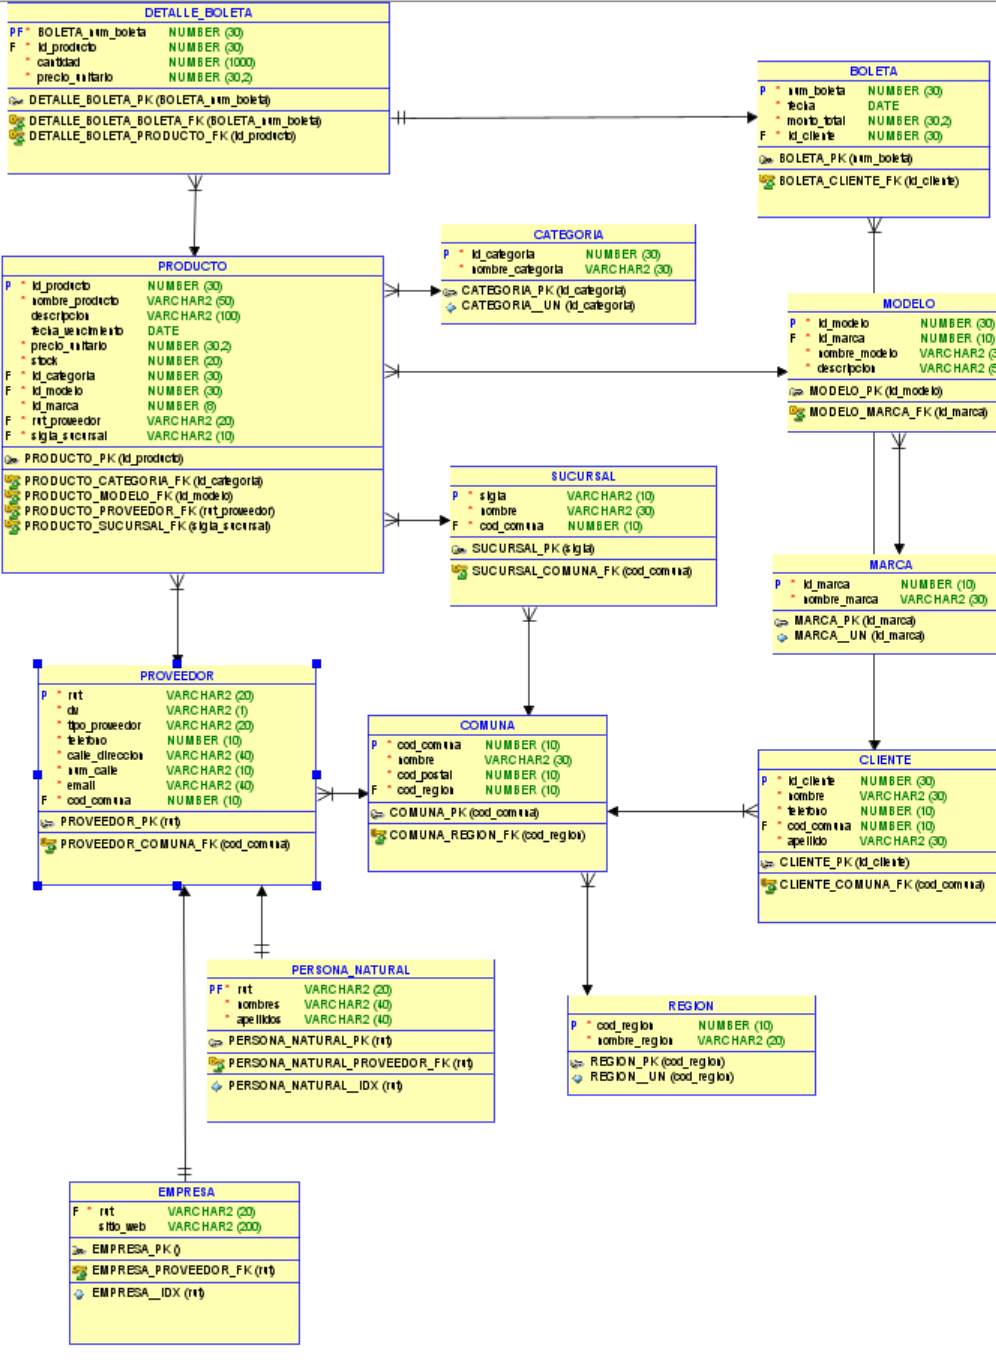 DETALLE_BOLETA
PF* BOLETA_num_boleta NUMBER (30)
F * id_producto NUMBER (30)
* cantidad NUMBER (1000)
* precio_unitario NUMBER (30,2)
DETALLE_BOLETA_PK (BOLETA_num_boleta)
DETALLE_BOLETA_BOLETA_FK (BOLETA_num_boleta)
DETALLE_BOLETA_PRODUCTO_FK (id_producto)
BOLETA
P * num_boleta NUMBER (30)
* fecha DATE
* monto_total NUMBER (30,2)
F * id_cliente NUMBER (30)
BOLETA_PK (num_boleta)
BOLETA_CLIENTE_FK (id_cliente)
CATEGORIA
P * id_categoria NUMBER (30)
* nombre_categoria VARCHAR2 (30)
CATEGORIA_PK (id_categoria)
CATEGORIA__UN (id_categoria)
PRODUCTO
P * id_producto NUMBER (30)
* nombre_producto VARCHAR2 (50)
descripcion VARCHAR2 (100)
fecha_vencimiento DATE
* precio_unitario NUMBER (30,2)
* stock NUMBER (20)
F * id_categoria NUMBER (30)
F * id_modelo NUMBER (30)
* id_marca NUMBER (8)
F * rut_proveedor VARCHAR2 (20)
F * sigla_sucursal VARCHAR2 (10)
PRODUCTO_PK (id_producto)
PRODUCTO_CATEGORIA_FK (id_categoria)
PRODUCTO_MODELO_FK (id_modelo)
PRODUCTO_PROVEEDOR_FK (rut_proveedor)
PRODUCTO_SUCURSAL_FK (sigla_sucursal)
MODELO
P * id_modelo NUMBER (30)
F * id_marca NUMBER (10)
* nombre_modelo VARCHAR2 (3
* descripcion VARCHAR2 (5
MODELO_PK (id_modelo)
MODELO_MARCA_FK (id_marca)
SUCURSAL
P * sigla VARCHAR2 (10)
* nombre VARCHAR2 (30)
F * cod_comuna NUMBER (10)
SUCURSAL_PK (sigla)
SUCURSAL_COMUNA_FK (cod_comuna)
MARCA
P * id_marca NUMBER (10)
* nombre_marca VARCHAR2 (30)
MARCA_PK (id_marca)
MARCA__UN (id_marca)
PROVEEDOR
P * rut VARCHAR2 (20)
* dv VARCHAR2 (1)
* tipo_proveedor VARCHAR2 (20)
* telefono NUMBER (10)
* calle_direccion VARCHAR2 (40)
* num_calle VARCHAR2 (10)
* email VARCHAR2 (40)
F * cod_comuna NUMBER (10)
PROVEEDOR_PK (rut)
PROVEEDOR_COMUNA_FK (cod_comuna)
COMUNA
P * cod_comuna NUMBER (10)
* nombre VARCHAR2 (30)
* cod_postal NUMBER (10)
F * cod_region NUMBER (10)
COMUNA_PK (cod_comuna)
COMUNA_REGION_FK (cod_region)
CLIENTE
P * id_cliente NUMBER (30)
* nombre VARCHAR2 (30)
* telefono NUMBER (10)
F * cod_comuna NUMBER (10)
* apellido VARCHAR2 (30)
CLIENTE_PK (id_cliente)
CLIENTE_COMUNA_FK (cod_comuna)
PERSONA_NATURAL
PF* rut VARCHAR2 (20)
* nombres VARCHAR2 (40)
* apellidos VARCHAR2 (40)
PERSONA_NATURAL_PK (rut)
PERSONA_NATURAL_PROVEEDOR_FK (rut)
PERSONA_NATURAL__IDX (rut)
REGION
P * cod_region NUMBER (10)
* nombre_region VARCHAR2 (20)
REGION_PK (cod_region)
REGION__UN (cod_region)
EMPRESA
F * rut VARCHAR2 (20)
sitio_web VARCHAR2 (200)
EMPRESA_PK ()
EMPRESA_PROVEEDOR_FK (rut)
EMPRESA__IDX (rut)